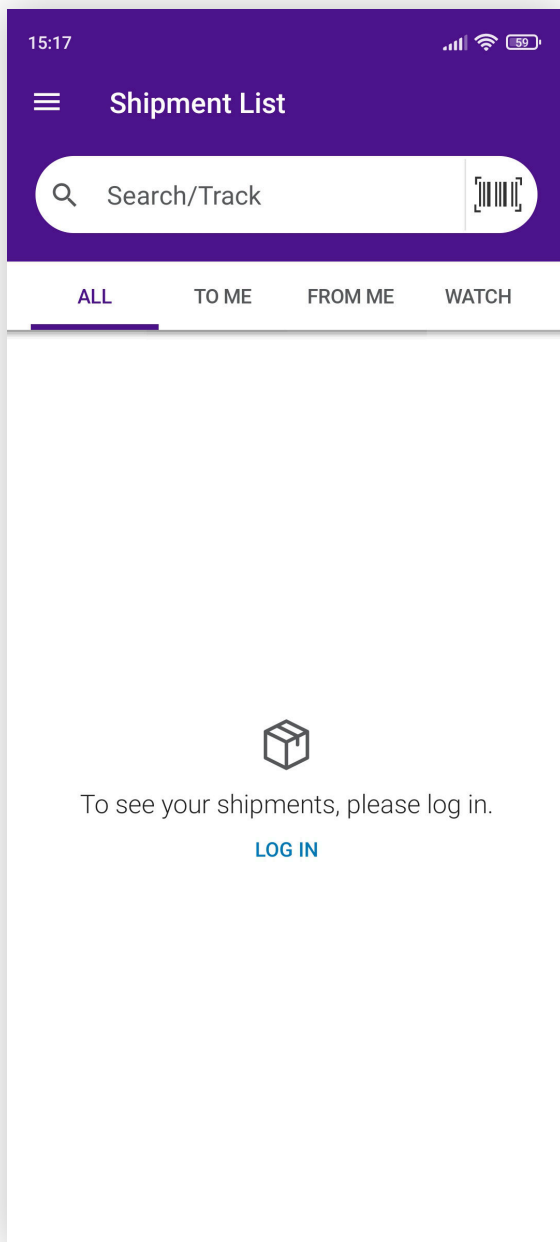 15:17
59
Shipment List
Search/Track
ALL TO ME FROM ME WATCH
To see your shipments, please log in.
LOG IN